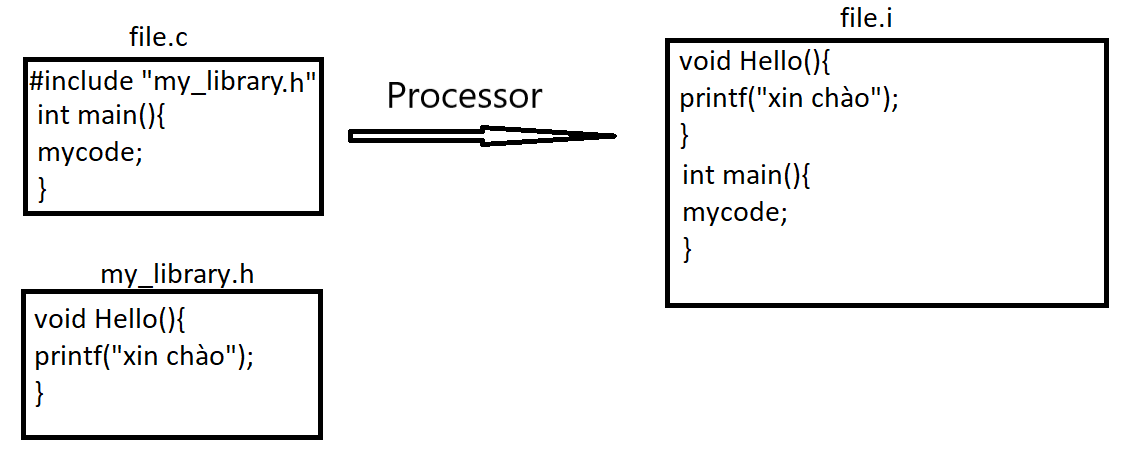 file.c
#include "my_library.h"
int main(){
mycode;
}
Processor
file.i
void Hello(){
printf("xin chào");
}
int main(){
mycode;
}
my_library.h
void Hello(){
printf("xin chào");
}